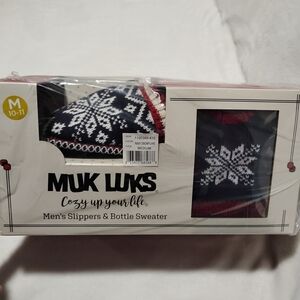 M
10-11
MUK LUKS
Cozy up your life.
Men's Slippers & Bottle Sweater